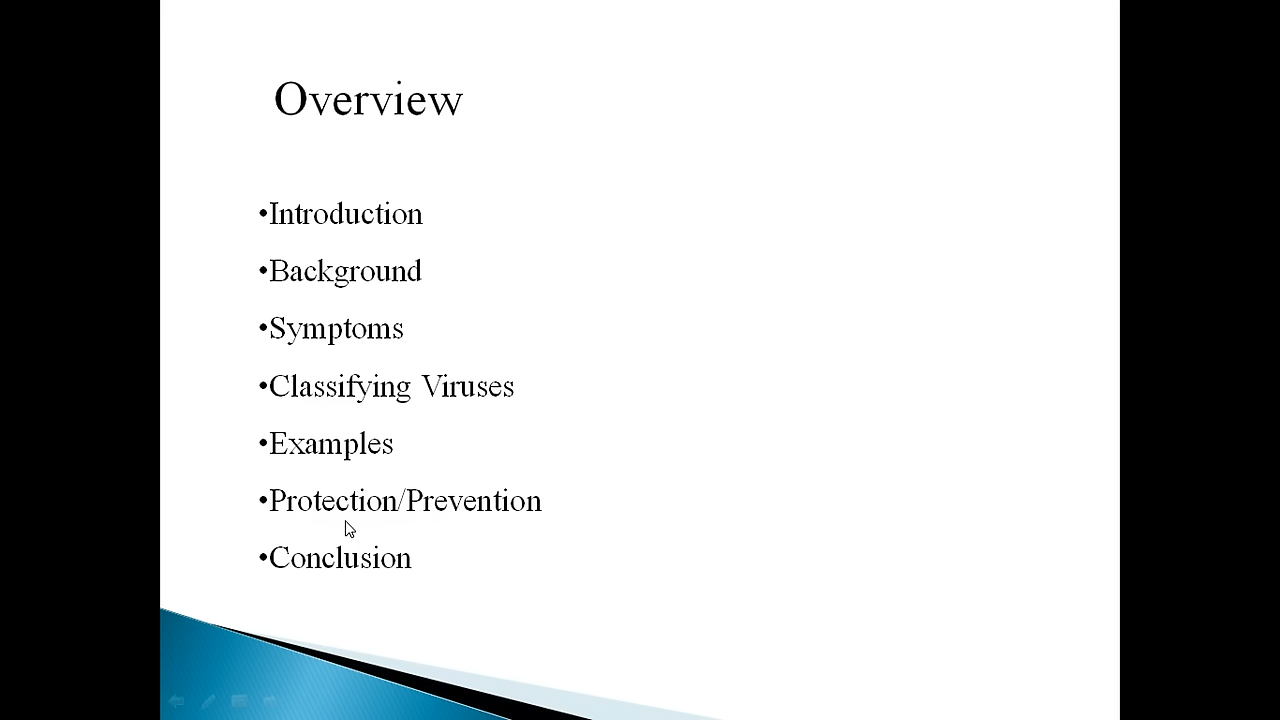 Overview
•Introduction
•Background
•Symptoms
•Classifying Viruses
•Examples
•Protection/Prevention
•Conclusion